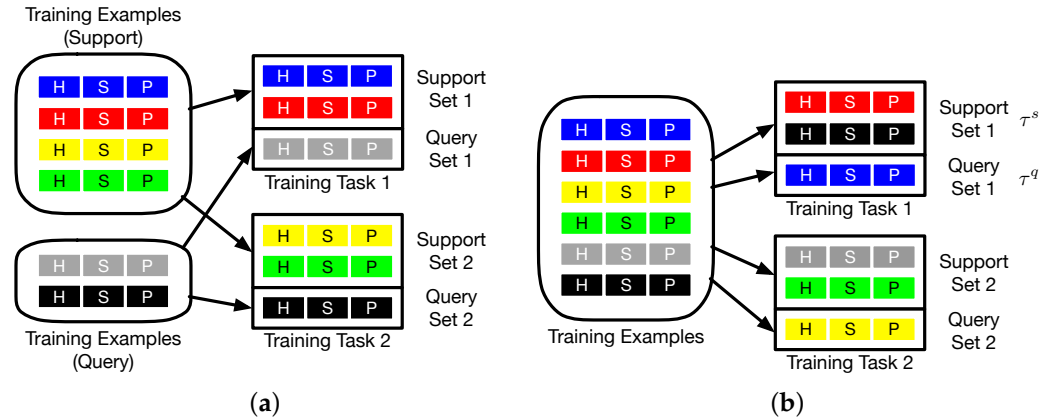 Training Examples
(Support)
H S P
H S P
H S P
H S P
H S P
H S P
Support
Set 1
H S P
Query
Set 1
Training Task 1
H S P
H S P
Training Examples
(Query)
H S P
H S P
Support
Set 2
H S P
Query
Set 2
Training Task 2
(a)
H S P
H S P
H S P
H S P
H S P
H S P
Training Examples
H S P
H S P
Support
Set 1 τˢ
H S P
Query
Set 1 τ^q
Training Task 1
H S P
H S P
Support
Set 2
H S P
Query
Set 2
Training Task 2
(b)